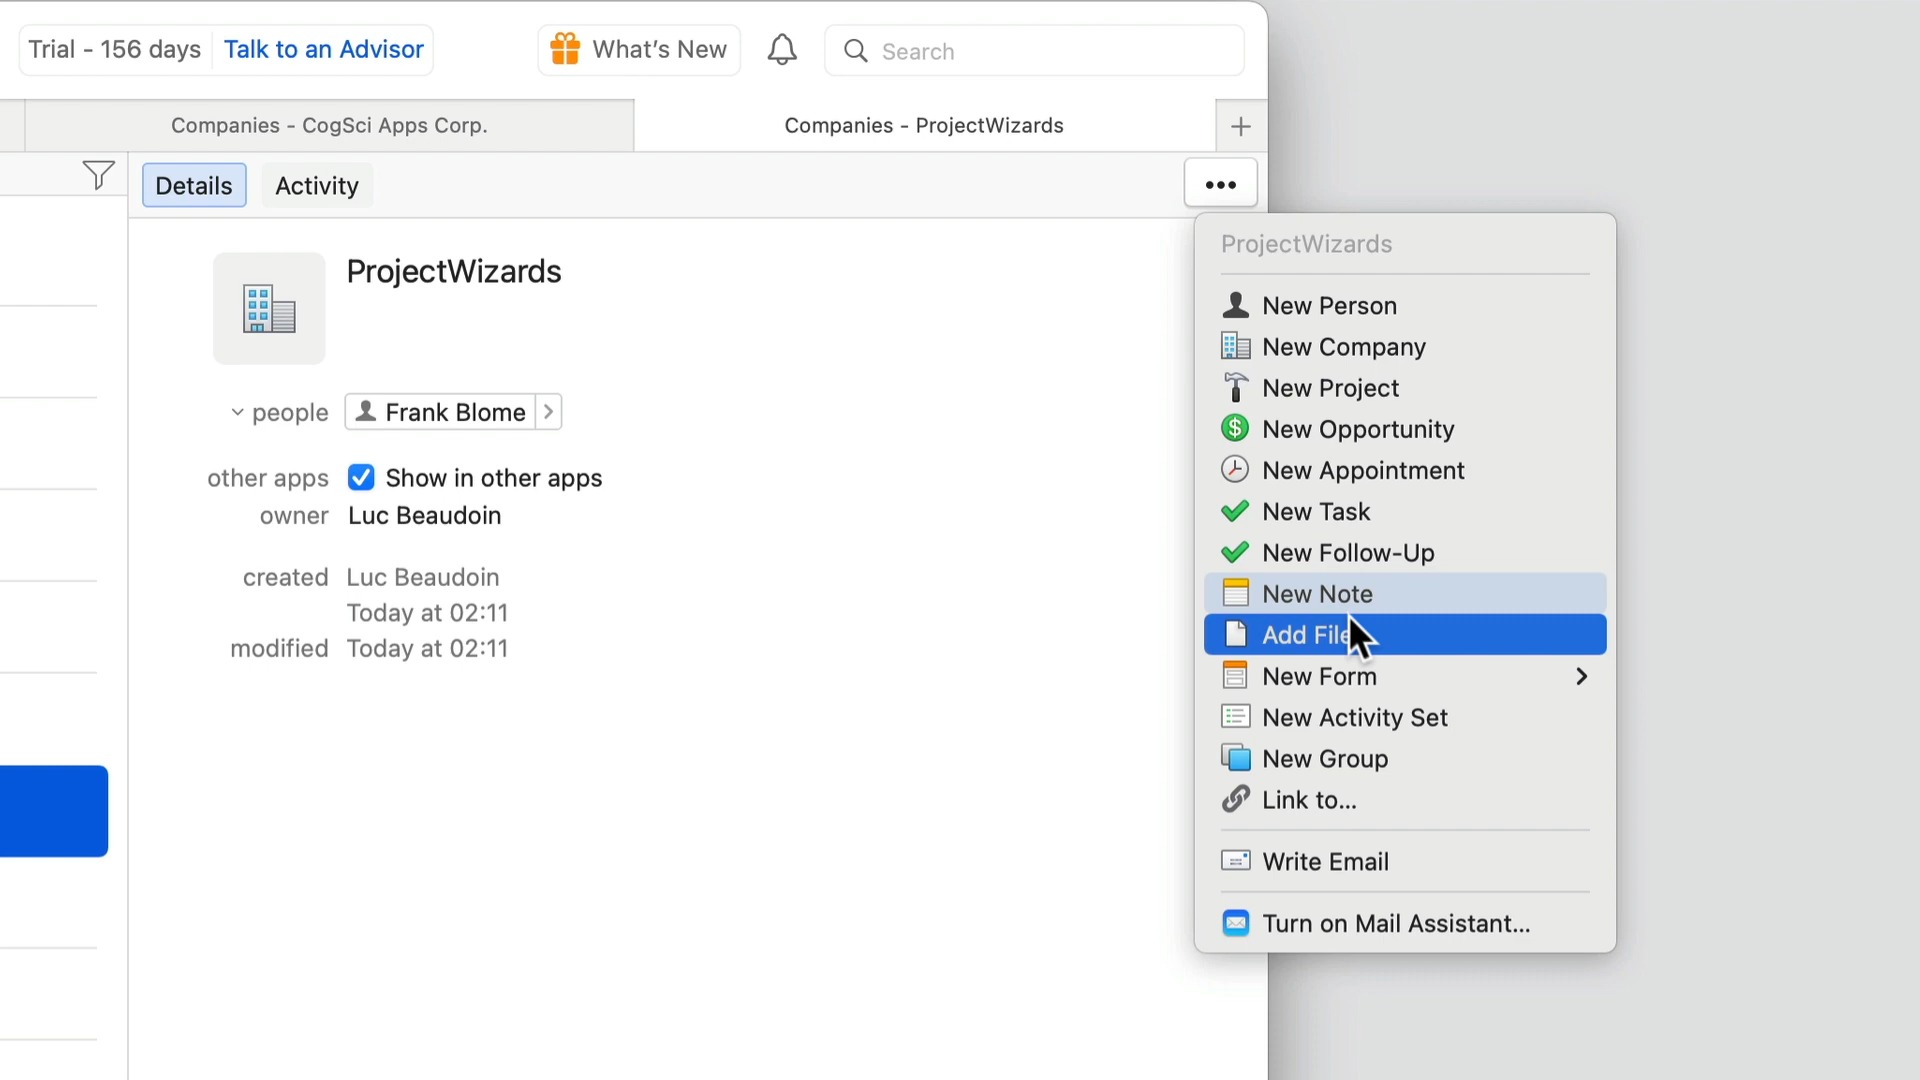 Trial - 156 days Talk to an Advisor What's New Search
Companies - CogSci Apps Corp. Companies - ProjectWizards
Details Activity
ProjectWizards
people Frank Blome
other apps Show in other apps
owner Luc Beaudoin
created Luc Beaudoin
Today at 02:11
modified Today at 02:11
ProjectWizards
New Person
New Company
New Project
New Opportunity
New Appointment
New Task
New Follow-Up
New Note
Add File
New Form
New Activity Set
New Group
Link to...
Write Email
Turn on Mail Assistant...